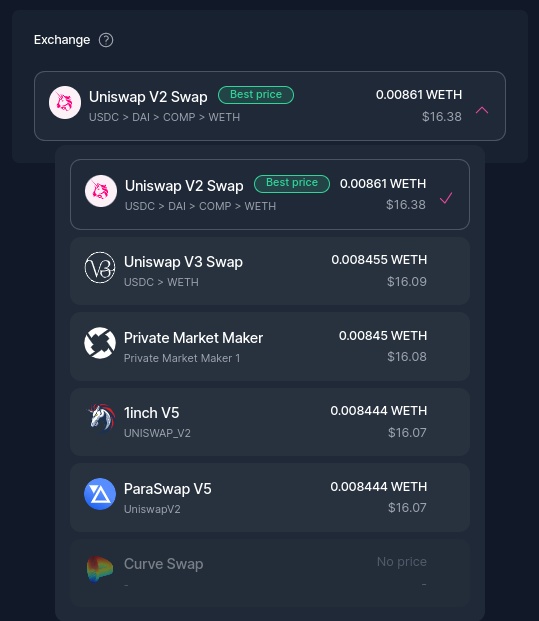 Exchange ?
Uniswap V2 Swap Best price 0.00861 WETH
USDC > DAI > COMP > WETH $16.38
Uniswap V2 Swap Best price 0.00861 WETH
USDC > DAI > COMP > WETH $16.38
Uniswap V3 Swap 0.008455 WETH
USDC > WETH $16.09
Private Market Maker 0.00845 WETH
Private Market Maker 1 $16.08
1inch V5 0.008444 WETH
UNISWAP_V2 $16.07
ParaSwap V5 0.008444 WETH
UniswapV2 $16.07
Curve Swap No price
- -